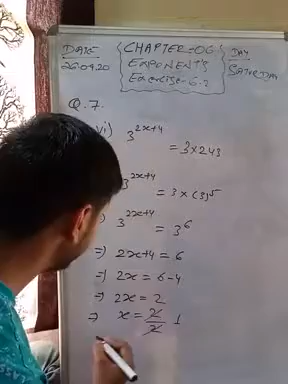 DATE
26.09.20
CHAPTER-06
EXPONENTS
Exercise-6.2
DAY
SATURDAY
Q.7.
vi) 3^{2x+4}
= 3×243
3^{2x+4} = 3×(3)^5
⇒) 3^{2x+4} = 3^6
⇒) 2x+4 = 6
⇒) 2x = 6-4
⇒) 2x = 2
⇒ x = 2/2 1